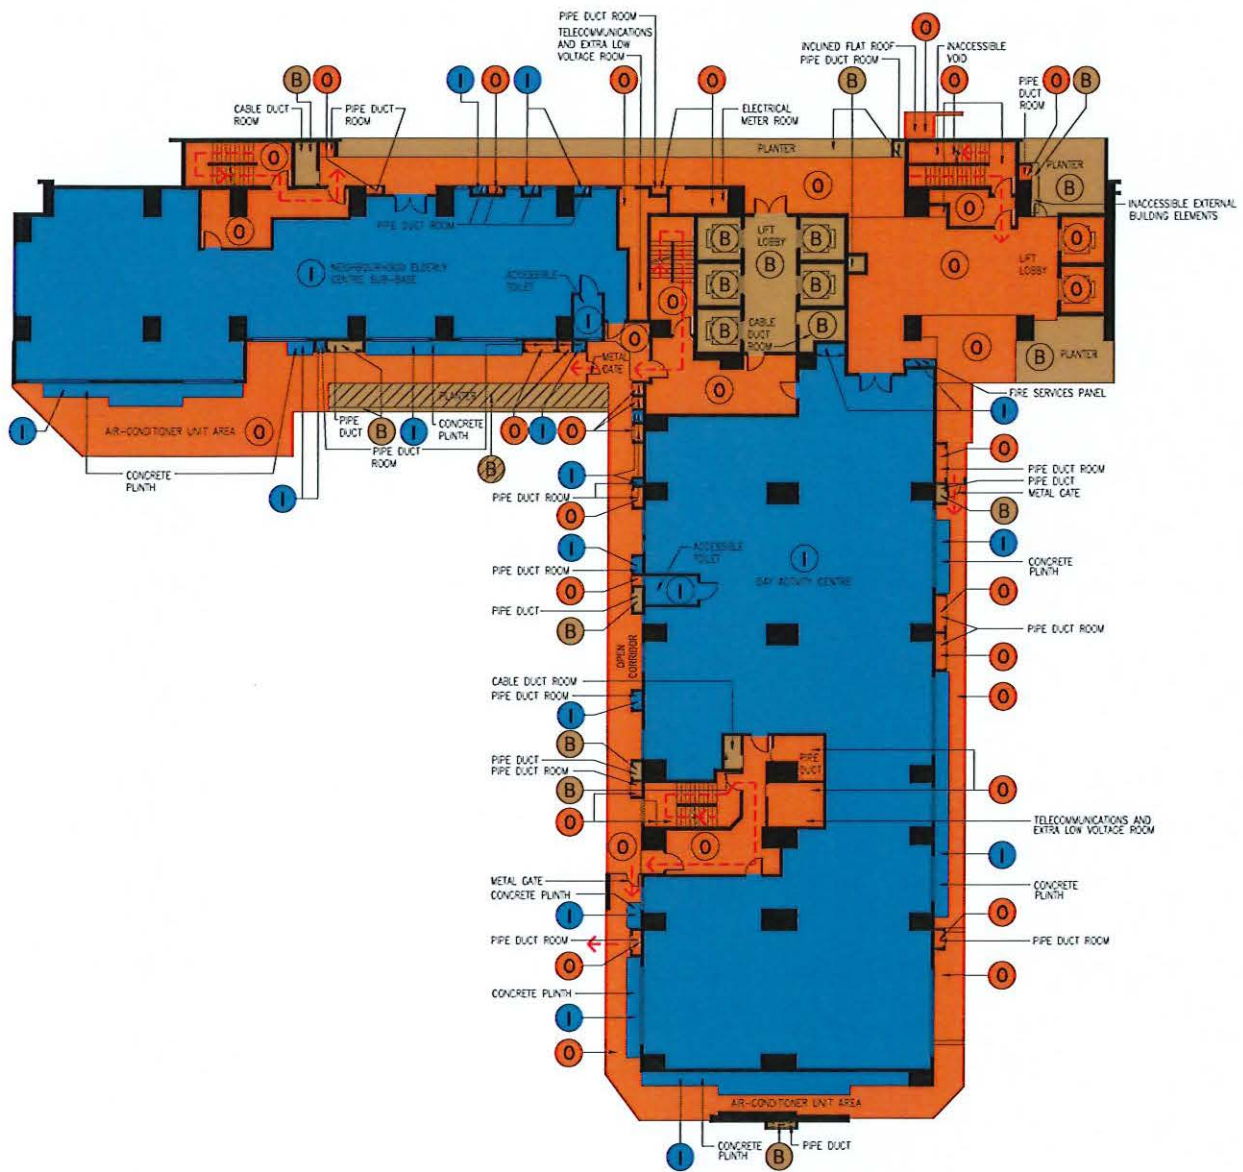 PIPE DUCT ROOM
TELECOMMUNICATIONS
AND EXTRA LOW
VOLTAGE ROOM
O
INCLINED FLAT ROOF
PIPE DUCT ROOM
INACCESSIBLE
VOID
B
O
I
O
I
O
O
B
O
PIPE
DUCT
ROOM
O
B
CABLE DUCT
ROOM
PIPE DUCT
ROOM
ELECTRICAL
METER ROOM
PLANTER
O
PLANTER
B
O
INACCESSIBLE EXTERNAL
BUILDING ELEMENTS
O
O
PIPE DUCT ROOM
B
LIFT
LOBBY
B
B
O
I
NEIGHBOURHOOD ELDERLY
CENTRE SUB-BASE
ACCESSIBLE
TOILET
O
LIFT
LOBBY
B
B
O
O
I
B
CABLE
DUCT
ROOM
B
O
O
B
PLANTER
METAL
GATE
O
PLANTER
FIRE SERVICES PANEL
I
I
AIR-CONDITIONER UNIT AREA
O
PIPE
DUCT
B
I
CONCRETE
PLINTH
O
I
O
PIPE DUCT
ROOM
B
CONCRETE
PLINTH
I
O
PIPE DUCT ROOM
PIPE DUCT
METAL GATE
B
I
PIPE DUCT ROOM
O
I
PIPE DUCT ROOM
O
PIPE DUCT
B
ACCESSIBLE
TOILET
I
I
DAY ACTIVITY CENTRE
I
CONCRETE
PLINTH
O
PIPE DUCT ROOM
O
O
OPEN
CORRIDOR
CABLE DUCT ROOM
PIPE DUCT ROOM
I
B
PIPE DUCT
PIPE DUCT ROOM
B
O
PIPE
DUCT
O
TELECOMMUNICATIONS AND
EXTRA LOW VOLTAGE ROOM
O
O
I
METAL GATE
CONCRETE PLINTH
I
CONCRETE
PLINTH
O
PIPE DUCT ROOM
O
PIPE DUCT ROOM
O
CONCRETE PLINTH
I
O
AIR-CONDITIONER UNIT AREA
I
CONCRETE
PLINTH
B
PIPE DUCT